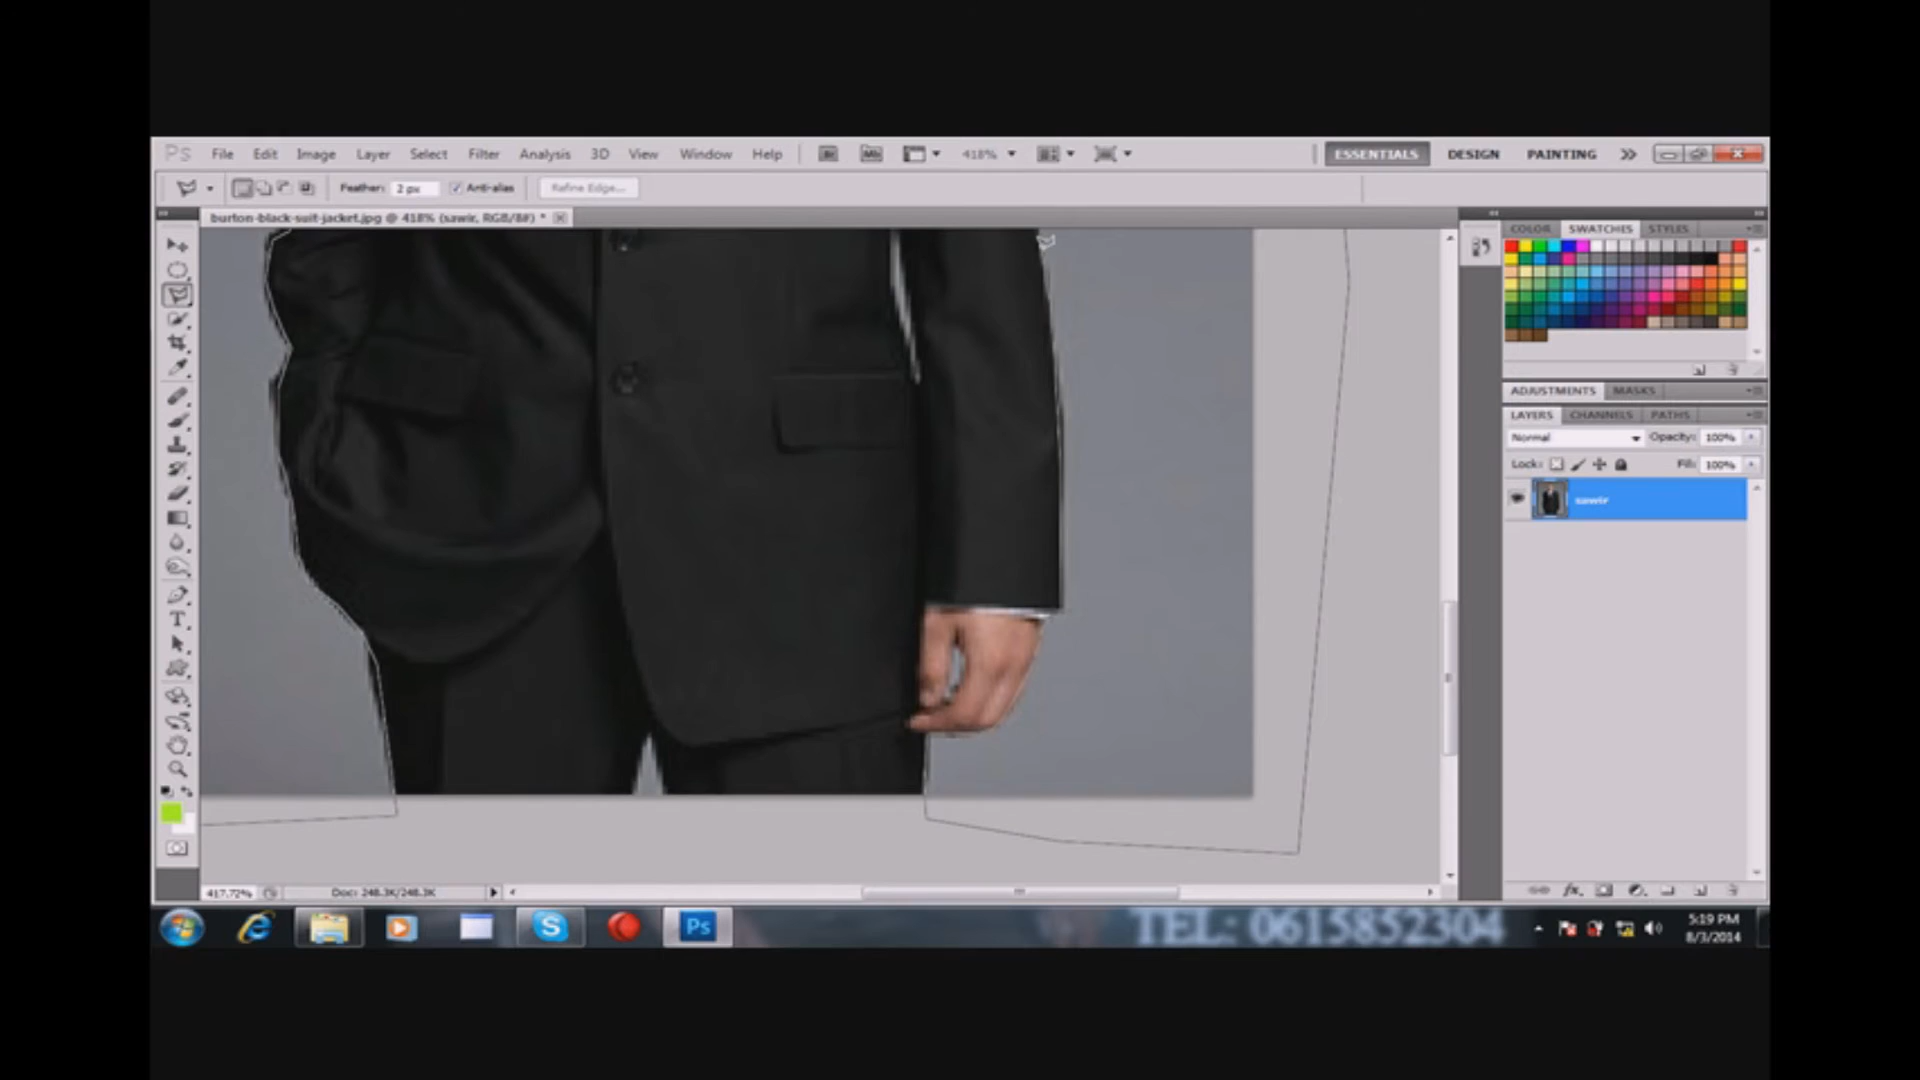 Ps File Edit Image Layer Select Filter Analysis 3D View Window Help Br Mb 418% ESSENTIALS DESIGN PAINTING
Feather: 2 px Anti-alias Refine Edge...
burton-black-suit-jacket.jpg @ 418% (sawir, RGB/8#) *
COLOR SWATCHES STYLES
ADJUSTMENTS MASKS
LAYERS CHANNELS PATHS
Normal Opacity: 100%
Lock: Fill: 100%
sawir
417.72% Doc: 248.3K/248.3K
Ps TEL: 0615852304 5:19 PM
8/3/2014